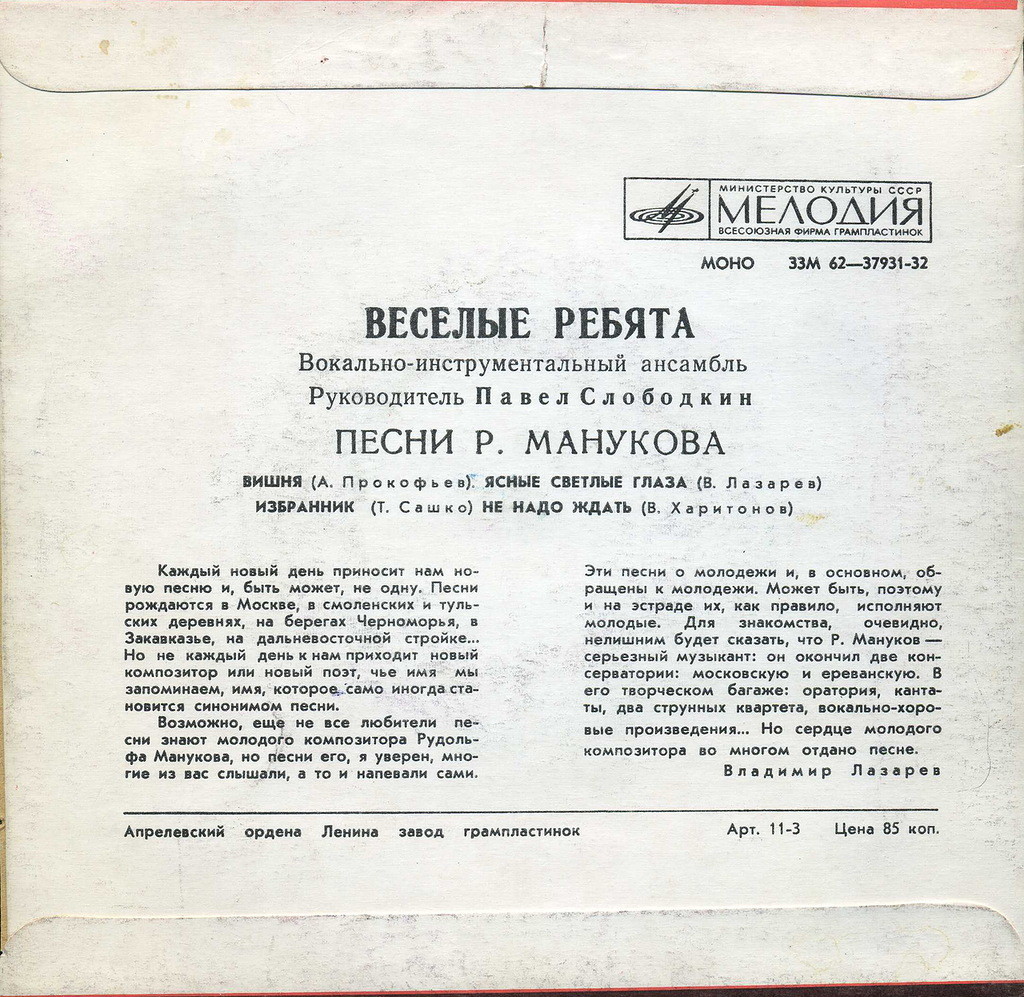 МИНИСТЕРСТВО КУЛЬТУРЫ СССР
МЕЛОДИЯ
ВСЕСОЮЗНАЯ ФИРМА ГРАМПЛАСТИНОК
МОНО 33М 62—37931-32
ВЕСЕЛЫЕ РЕБЯТА
Вокально-инструментальный ансамбль
Руководитель Павел Слободкин
ПЕСНИ Р. МАНУКОВА
ВИШНЯ (А. Прокофьев). ЯСНЫЕ СВЕТЛЫЕ ГЛАЗА (В. Лазарев)
ИЗБРАННИК (Т. Сашко) НЕ НАДО ЖДАТЬ (В. Харитонов)
Каждый новый день приносит нам но-
вую песню и, быть может, не одну. Песни
рождаются в Москве, в смоленских и туль-
ских деревнях, на берегах Черноморья, в
Закавказье, на дальневосточной стройке...
Но не каждый день к нам приходит новый
композитор или новый поэт, чье имя мы
запоминаем, имя, которое само иногда ста-
новится синонимом песни.
Возможно, еще не все любители пе-
сни знают молодого композитора Рудоль-
фа Манукова, но песни его, я уверен, мно-
гие из вас слышали, а то и напевали сами.
Эти песни о молодежи и, в основном, об-
ращены к молодежи. Может быть, поэтому
и на эстраде их, как правило, исполняют
молодые. Для знакомства, очевидно,
нелишним будет сказать, что Р. Мануков —
серьезный музыкант: он окончил две кон-
серватории: московскую и ереванскую. В
его творческом багаже: оратория, канта-
ты, два струнных квартета, вокально-хоро-
вые произведения... Но сердце молодого
композитора во многом отдано песне.
Владимир Лазарев
Апрелевский ордена Ленина завод грампластинок Арт. 11-3 Цена 85 коп.